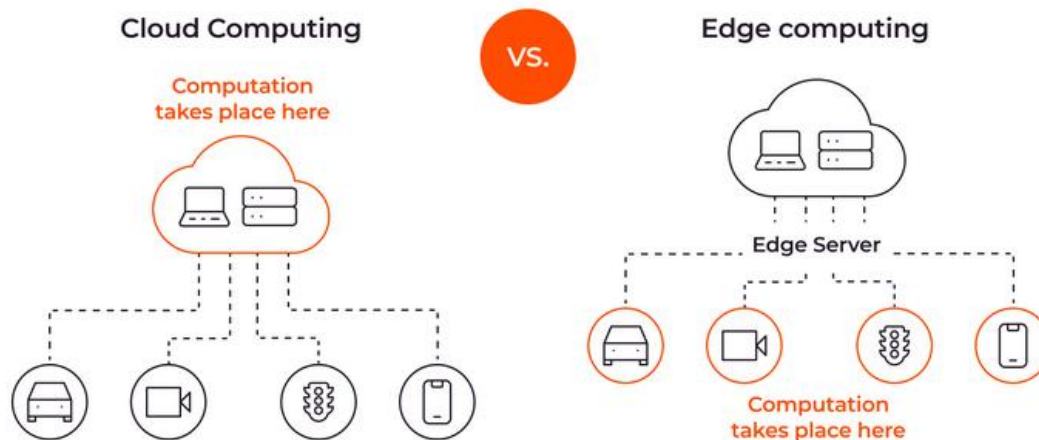 Cloud Computing
VS.
Edge computing
Computation
takes place here
Edge Server
Computation
takes place here